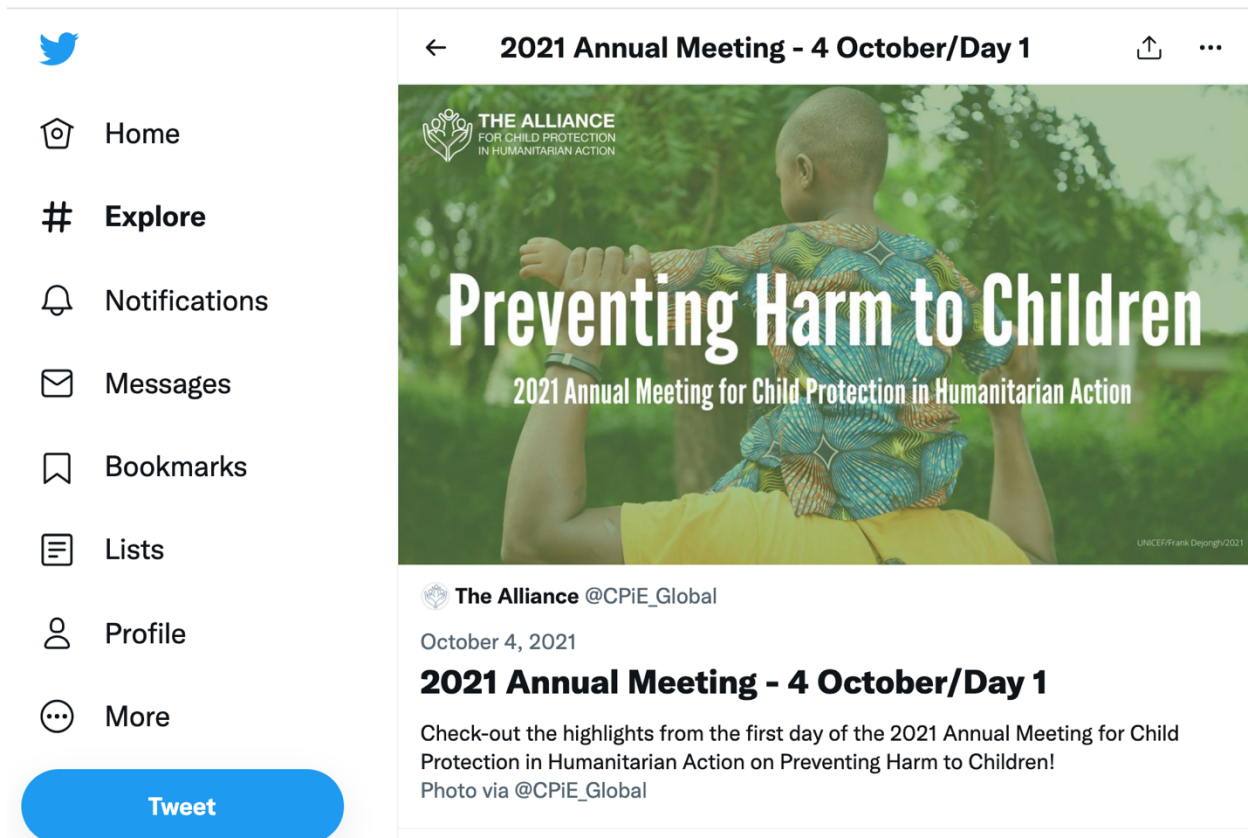 Home
Explore
Notifications
Messages
Bookmarks
Lists
Profile
More
Tweet
2021 Annual Meeting - 4 October/Day 1
THE ALLIANCE
FOR CHILD PROTECTION
IN HUMANITARIAN ACTION
Preventing Harm to Children
2021 Annual Meeting for Child Protection in Humanitarian Action
UNICEF/Frank Dejongh/2021
The Alliance @CPiE_Global
October 4, 2021
2021 Annual Meeting - 4 October/Day 1
Check-out the highlights from the first day of the 2021 Annual Meeting for Child
Protection in Humanitarian Action on Preventing Harm to Children!
Photo via @CPiE_Global